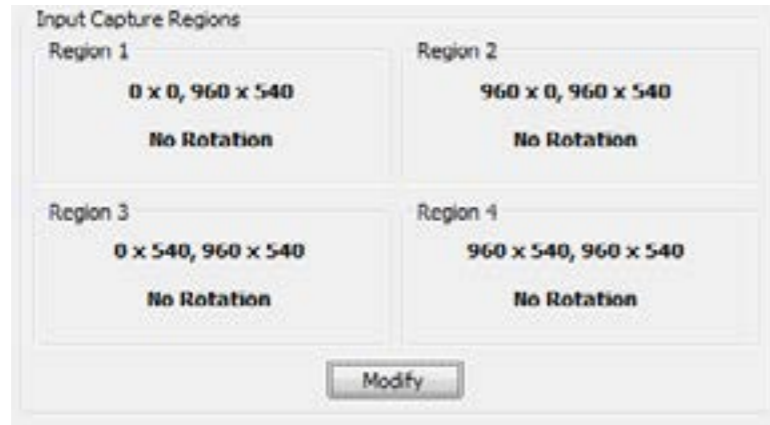 Input Capture Regions
Region 1
0 x 0, 960 x 540
No Rotation
Region 2
960 x 0, 960 x 540
No Rotation
Region 3
0 x 540, 960 x 540
No Rotation
Region 4
960 x 540, 960 x 540
No Rotation
Modify